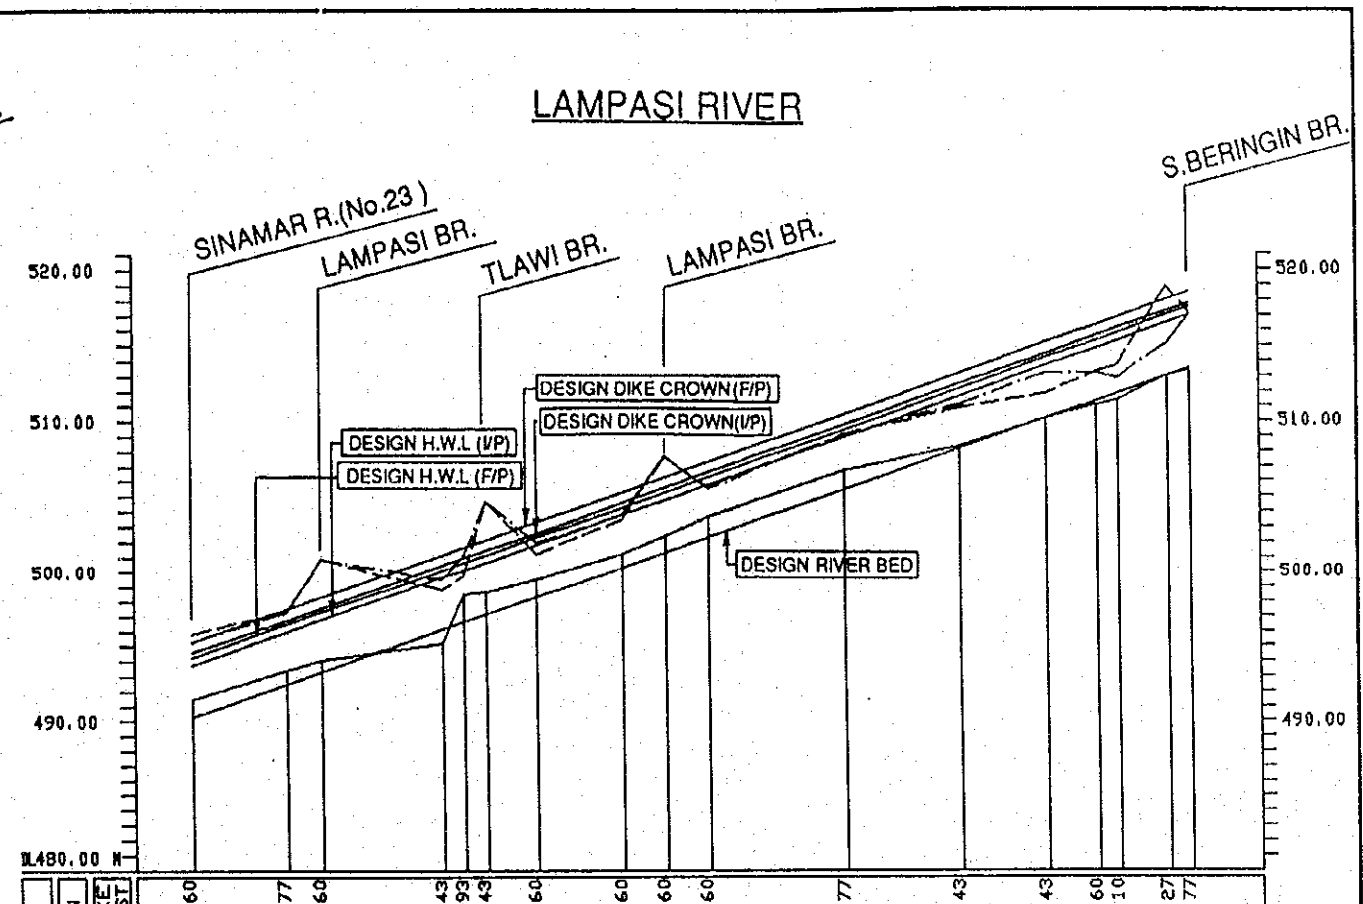 LAMPASI RIVER
S.BERINGIN BR.
SINAMAR R.(No.23)
LAMPASI BR.
TLAWI BR.
LAMPASI BR.
520.00
520.00
DESIGN DIKE CROWN (F/P)
DESIGN DIKE CROWN(I/P)
510.00
510.00
DESIGN H.W.L (I/P)
DESIGN H.W.L (F/P)
500.00
500.00
DESIGN RIVER BED
490.00
490.00
DL480.00 M
60
77
60
43
93
43
60
60
60
60
77
43
43
60
10
27
77